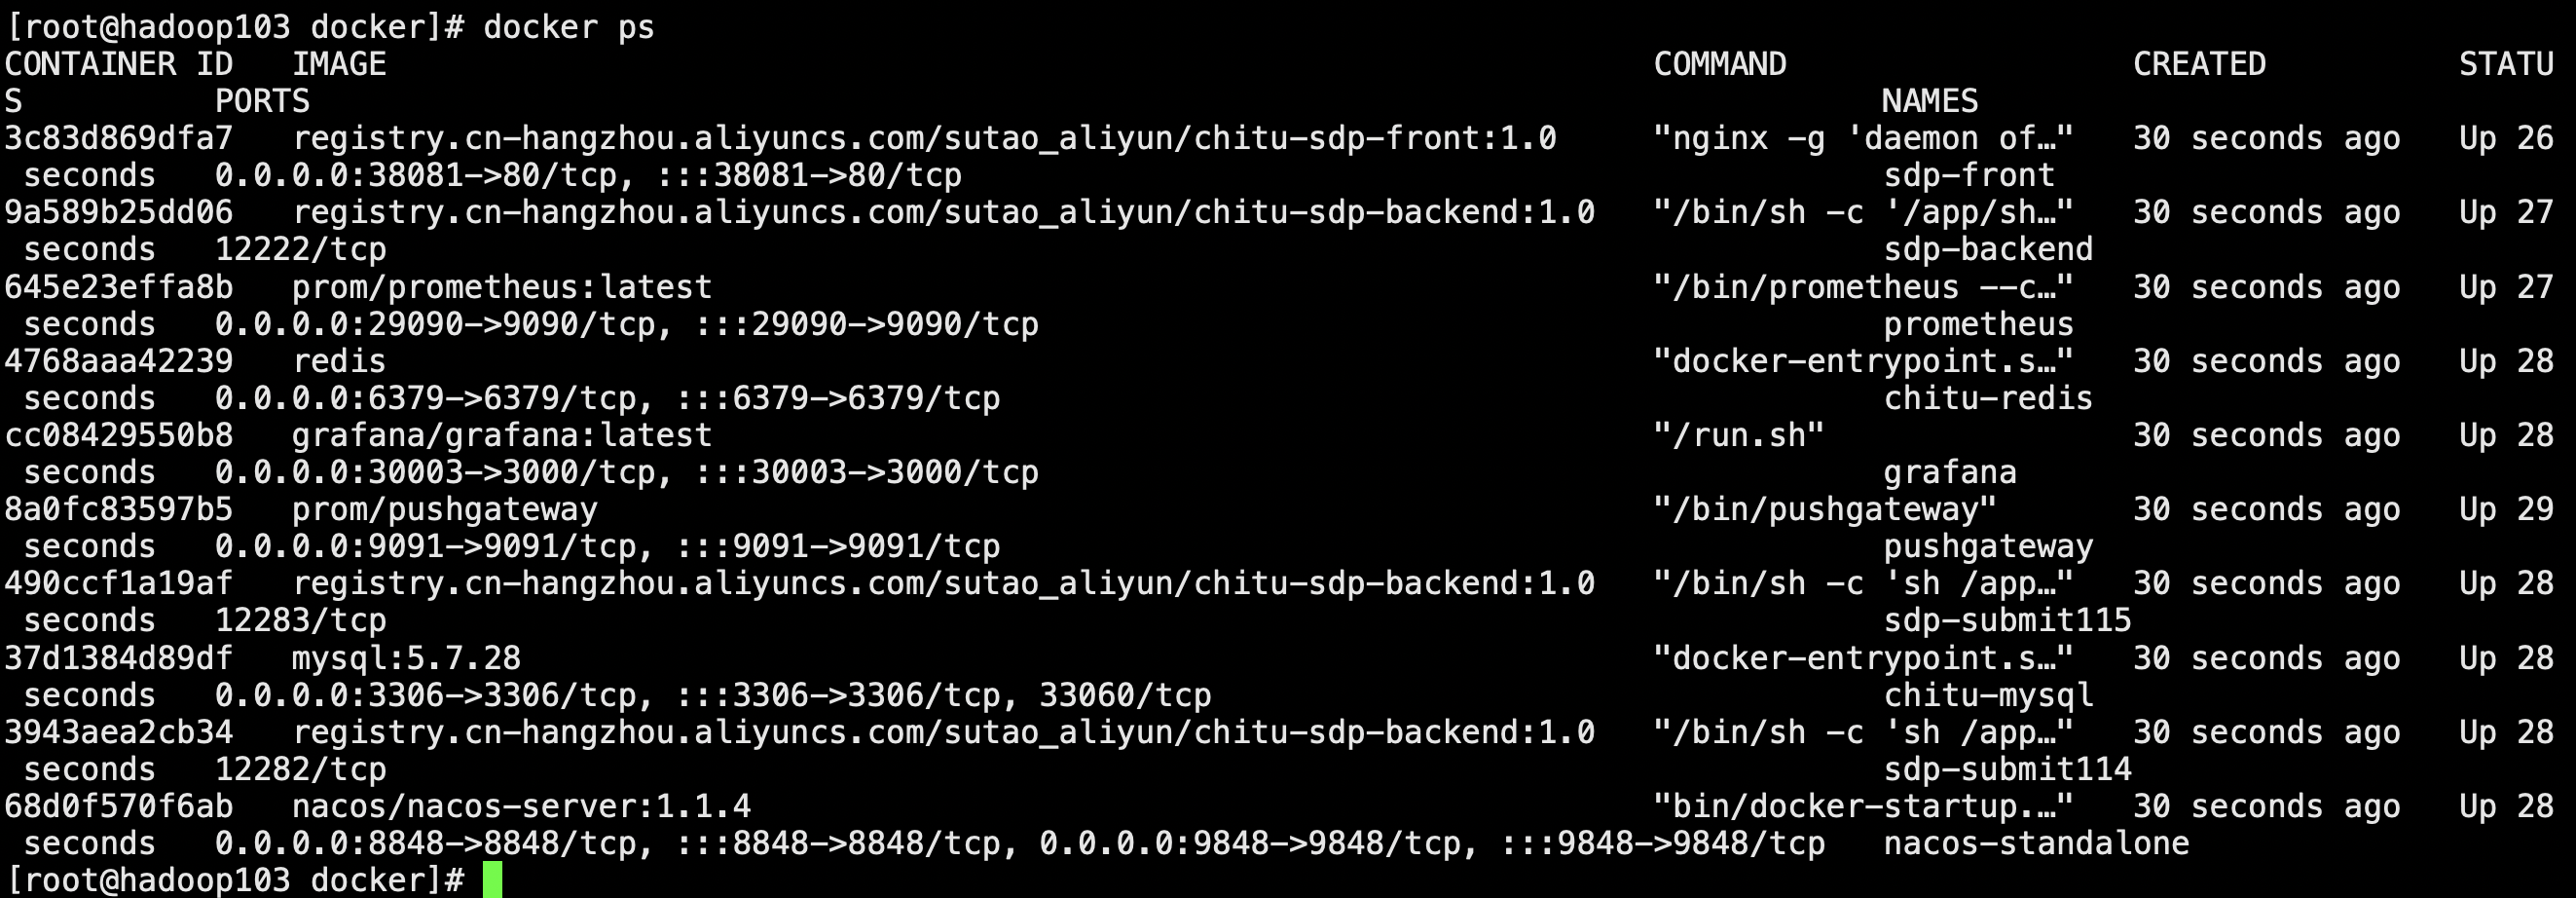 [root@hadoop103 docker]# docker ps
CONTAINER ID   IMAGE                                                                  COMMAND                  CREATED          STATU
S          PORTS                                                                                  NAMES
3c83d869dfa7   registry.cn-hangzhou.aliyuncs.com/sutao_aliyun/chitu-sdp-front:1.0     "nginx -g 'daemon of…"   30 seconds ago   Up 26
 seconds   0.0.0.0:38081->80/tcp, :::38081->80/tcp                                                sdp-front
9a589b25dd06   registry.cn-hangzhou.aliyuncs.com/sutao_aliyun/chitu-sdp-backend:1.0   "/bin/sh -c '/app/sh…"   30 seconds ago   Up 27
 seconds   12222/tcp                                                                              sdp-backend
645e23effa8b   prom/prometheus:latest                                                 "/bin/prometheus --c…"   30 seconds ago   Up 27
 seconds   0.0.0.0:29090->9090/tcp, :::29090->9090/tcp                                            prometheus
4768aaa42239   redis                                                                  "docker-entrypoint.s…"   30 seconds ago   Up 28
 seconds   0.0.0.0:6379->6379/tcp, :::6379->6379/tcp                                              chitu-redis
cc08429550b8   grafana/grafana:latest                                                 "/run.sh"                30 seconds ago   Up 28
 seconds   0.0.0.0:30003->3000/tcp, :::30003->3000/tcp                                            grafana
8a0fc83597b5   prom/pushgateway                                                       "/bin/pushgateway"       30 seconds ago   Up 29
 seconds   0.0.0.0:9091->9091/tcp, :::9091->9091/tcp                                              pushgateway
490ccf1a19af   registry.cn-hangzhou.aliyuncs.com/sutao_aliyun/chitu-sdp-backend:1.0   "/bin/sh -c 'sh /app…"   30 seconds ago   Up 28
 seconds   12283/tcp                                                                              sdp-submit115
37d1384d89df   mysql:5.7.28                                                           "docker-entrypoint.s…"   30 seconds ago   Up 28
 seconds   0.0.0.0:3306->3306/tcp, :::3306->3306/tcp, 33060/tcp                                   chitu-mysql
3943aea2cb34   registry.cn-hangzhou.aliyuncs.com/sutao_aliyun/chitu-sdp-backend:1.0   "/bin/sh -c 'sh /app…"   30 seconds ago   Up 28
 seconds   12282/tcp                                                                              sdp-submit114
68d0f570f6ab   nacos/nacos-server:1.1.4                                               "bin/docker-startup.…"   30 seconds ago   Up 28
 seconds   0.0.0.0:8848->8848/tcp, :::8848->8848/tcp, 0.0.0.0:9848->9848/tcp, :::9848->9848/tcp   nacos-standalone
[root@hadoop103 docker]#